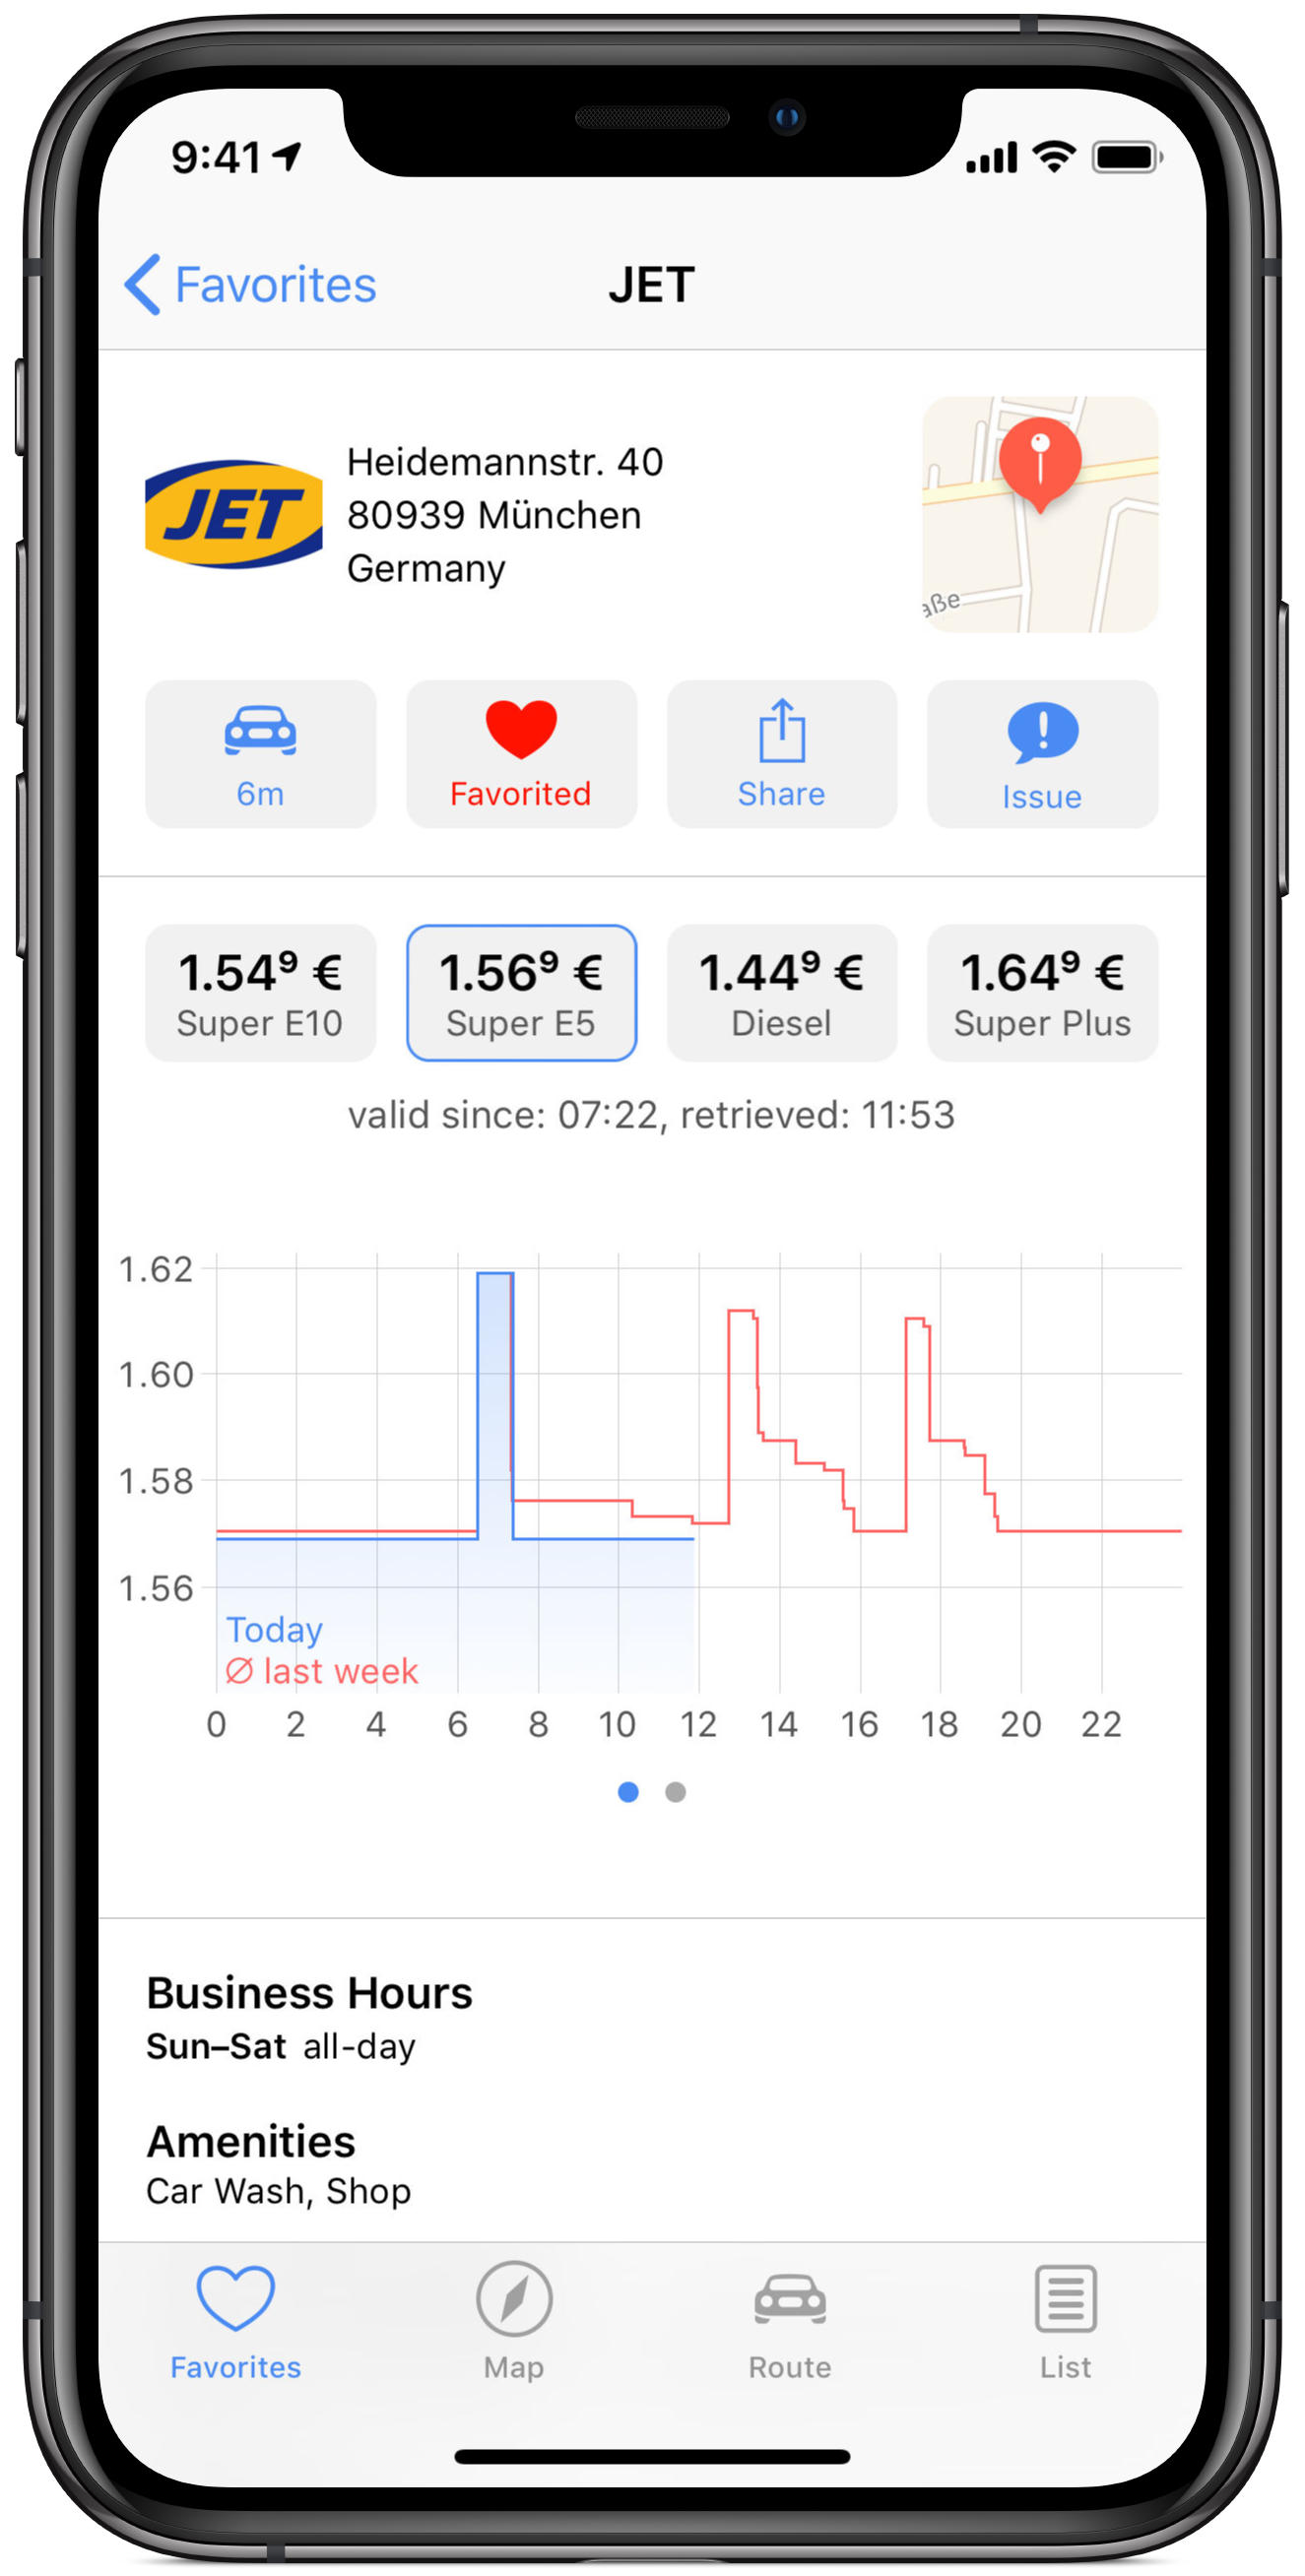 9:41
Favorites
JET
JET
Heidemannstr. 40
80939 München
Germany
aße
6m
Favorited
Share
Issue
1.54⁹ €
Super E10
1.56⁹ €
Super E5
1.44⁹ €
Diesel
1.64⁹ €
Super Plus
valid since: 07:22, retrieved: 11:53
1.62
1.60
1.58
1.56
Today
∅ last week
0 2 4 6 8 10 12 14 16 18 20 22
Business Hours
Sun–Sat all-day
Amenities
Car Wash, Shop
Favorites
Map
Route
List